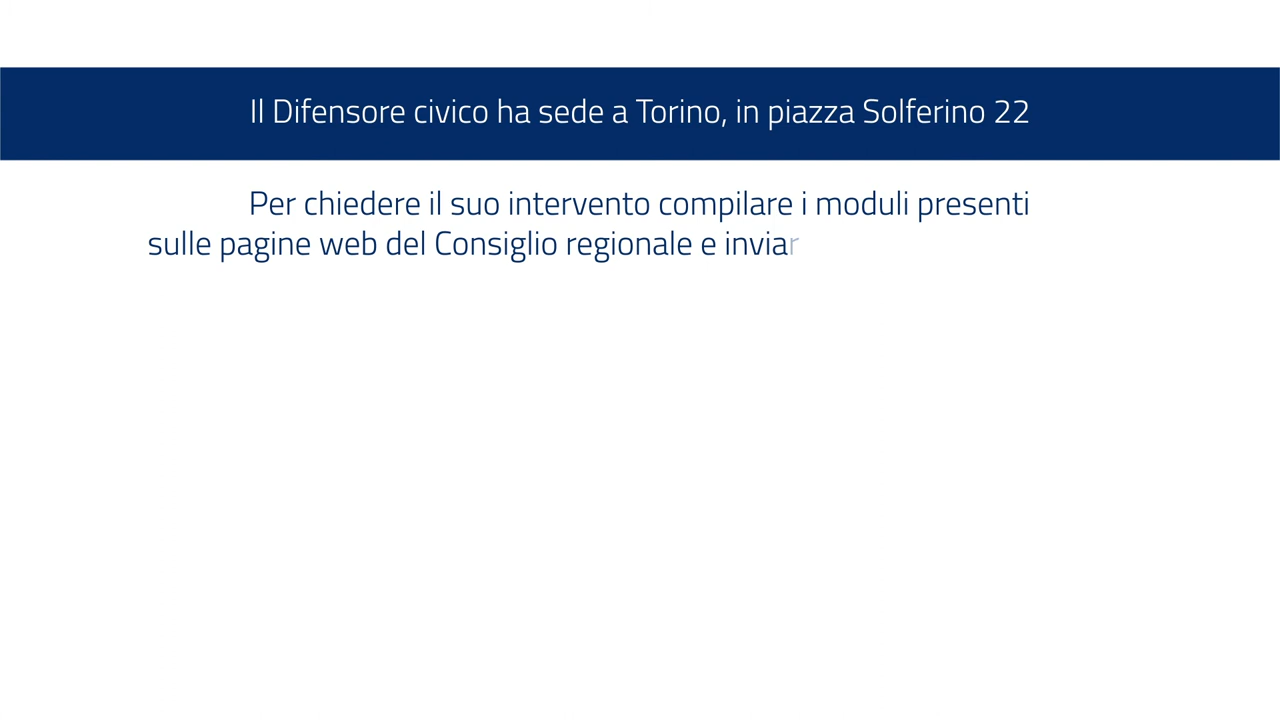 Il Difensore civico ha sede a Torino, in piazza Solferino 22
Per chiedere il suo intervento compilare i moduli presenti
sulle pagine web del Consiglio regionale e inviar